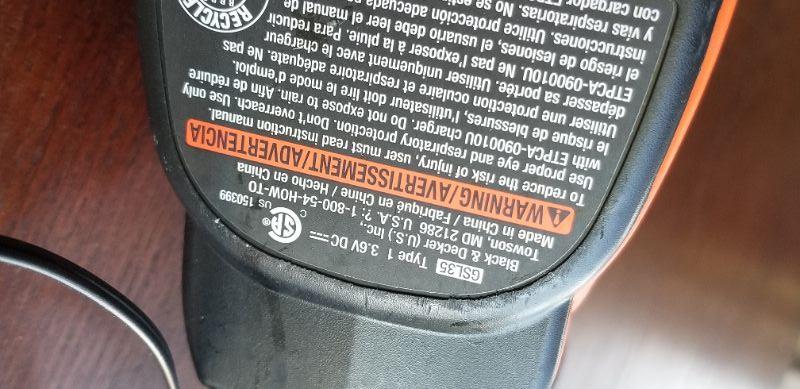 GSL35 Type 1 3.6V DC
Black & Decker (U.S.) Inc.,
Towson, MD 21286 U.S.A. ?: 1-800-54-HOW-TO
Made in China / Fabriqué en Chine / Hecho en China
C US 150399
WARNING/AVERTISSEMENT/ADVERTENCIA
To reduce the risk of injury, user must read instruction manual.
Use proper eye and respiratory protection. Don't overreach. Use only
with ETPCA-090010U charger. Do not expose to rain. Afin de réduire
le risque de blessures, l'utilisateur doit lire le mode d'emploi.
Utiliser une protection oculaire et respiratoire adéquate. Ne pas
dépasser sa portée. Utiliser uniquement avec le chargeur
ETPCA-090010U. Ne pas l'exposer à la pluie. Para reducir
el riesgo de lesiones, el usuario debe leer el manual de
instrucciones. Utilice protección adecuada
y vías respiratorias. No se
con cargador
RECYCLE